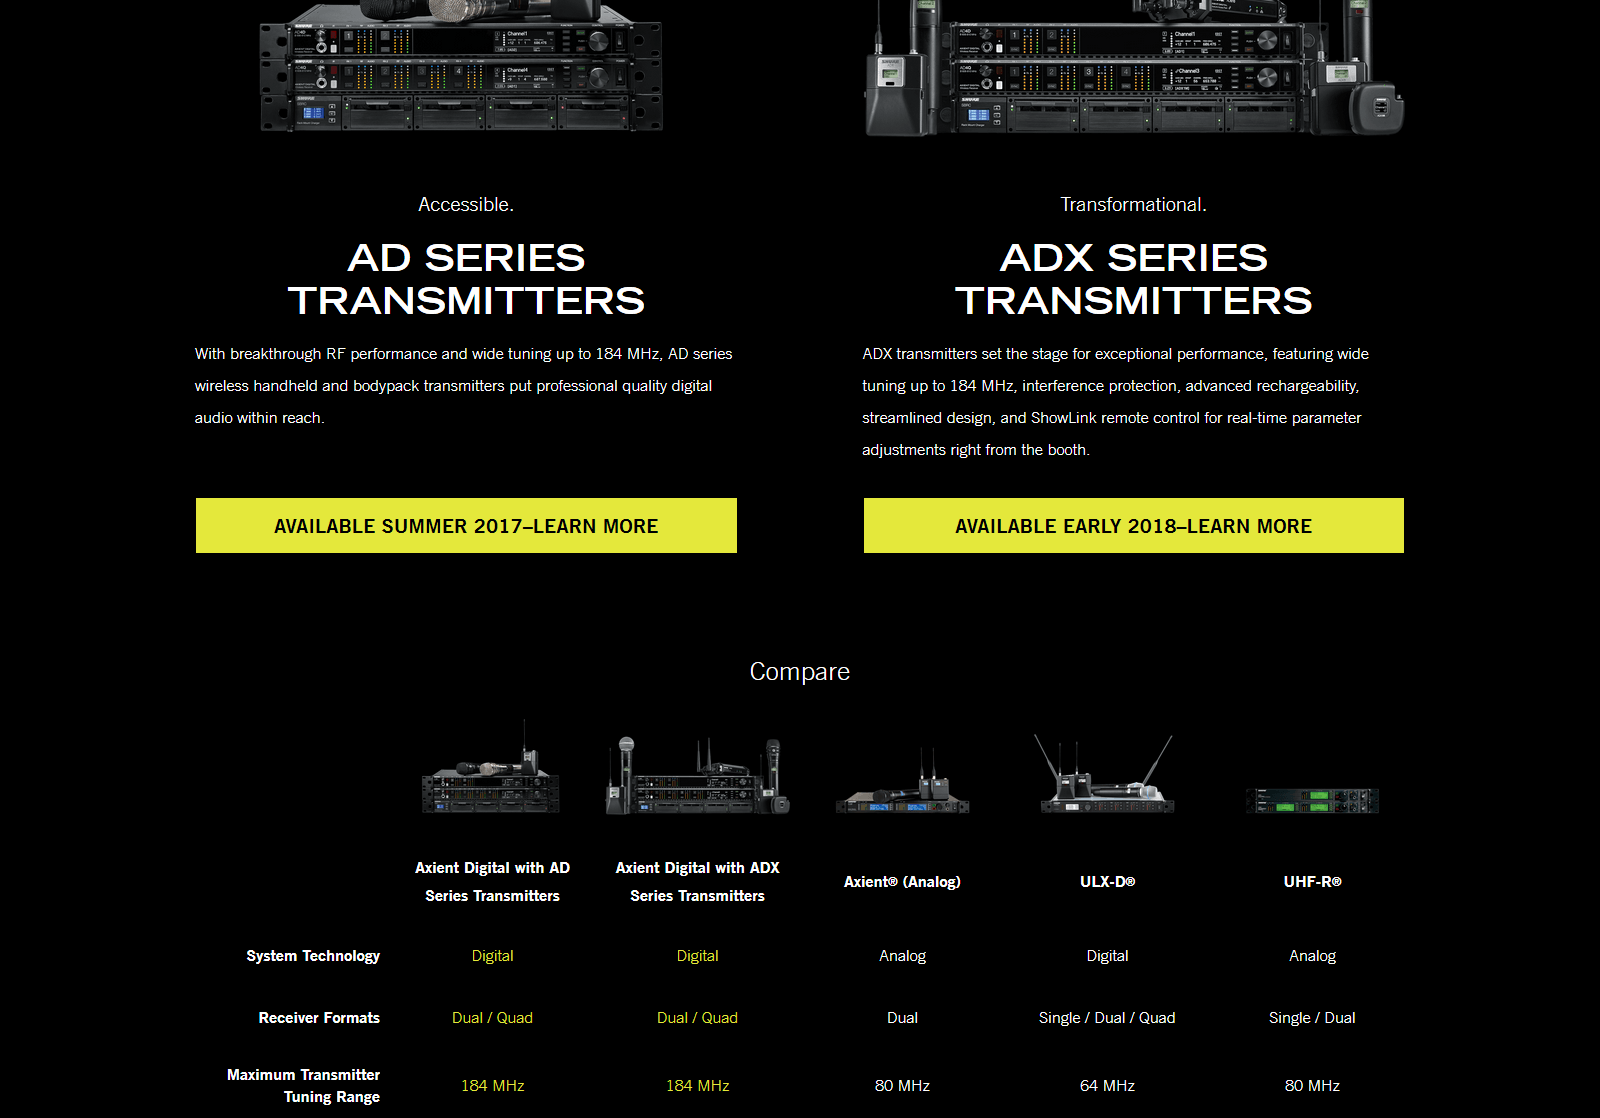 Accessible.
AD SERIES
TRANSMITTERS
With breakthrough RF performance and wide tuning up to 184 MHz, AD series
wireless handheld and bodypack transmitters put professional quality digital
audio within reach.
AVAILABLE SUMMER 2017–LEARN MORE
Transformational.
ADX SERIES
TRANSMITTERS
ADX transmitters set the stage for exceptional performance, featuring wide
tuning up to 184 MHz, interference protection, advanced rechargeability,
streamlined design, and ShowLink remote control for real-time parameter
adjustments right from the booth.
AVAILABLE EARLY 2018–LEARN MORE
Compare
Axient Digital with AD
Series Transmitters
Axient Digital with ADX
Series Transmitters
Axient® (Analog)
ULX-D®
UHF-R®
System Technology
Digital
Digital
Analog
Digital
Analog
Receiver Formats
Dual / Quad
Dual / Quad
Dual
Single / Dual / Quad
Single / Dual
Maximum Transmitter
Tuning Range
184 MHz
184 MHz
80 MHz
64 MHz
80 MHz